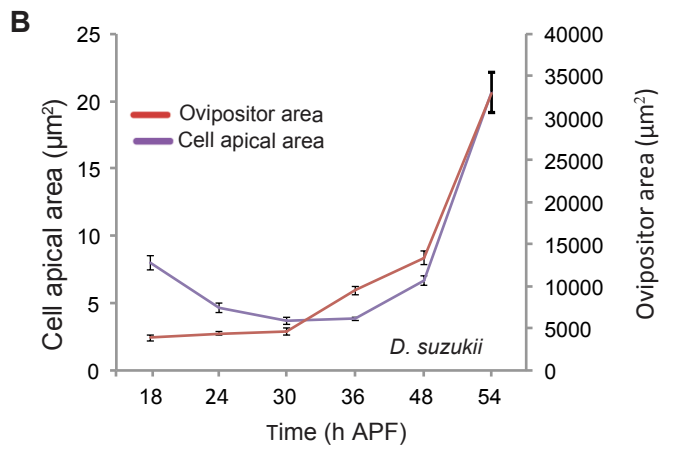 B
25
20
15
10
5
0
Cell apical area (μm²)
Ovipositor area
Cell apical area
D. suzukii
40000
35000
30000
25000
20000
15000
10000
5000
0
Ovipositor area (μm²)
18 24 30 36 48 54
Time (h APF)